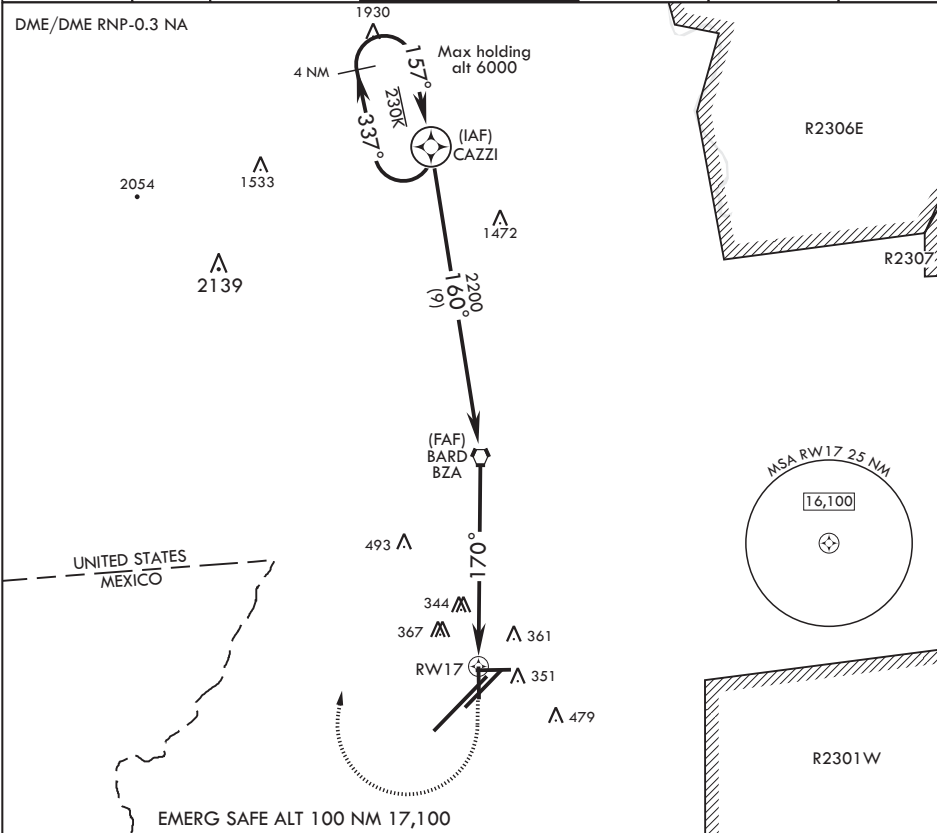 1930
DME/DME RNP-0.3 NA
Max holding
alt 6000
4 NM
157°
230K
337°
(IAF)
CAZZI
R2306E
1533
2054
1472
R2307
2139
2200
160°
(9)
(FAF)
BARD
BZA
MSA RW17 25 NM
16,100
493
170°
UNITED STATES
MEXICO
344
367
361
RW17
351
479
R2301W
EMERG SAFE ALT 100 NM 17,100